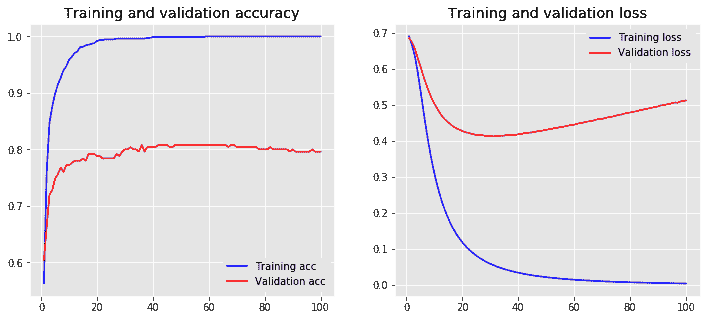 Training and validation accuracy
1.0
0.9
0.8
0.7
0.6
0 20 40 60 80 100
Training acc
Validation acc
Training and validation loss
0.7
0.6
0.5
0.4
0.3
0.2
0.1
0.0
0 20 40 60 80 100
Training loss
Validation loss